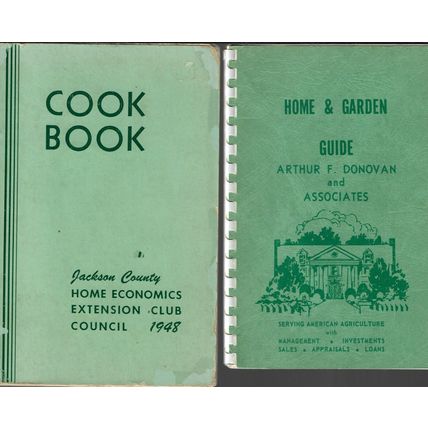 COOK
BOOK
Jackson County
HOME ECONOMICS
EXTENSION CLUB
COUNCIL 1948
HOME & GARDEN
GUIDE
ARTHUR F. DONOVAN
and
ASSOCIATES
SERVING AMERICAN AGRICULTURE
with
MANAGEMENT • INVESTMENTS
SALES • APPRAISALS • LOANS